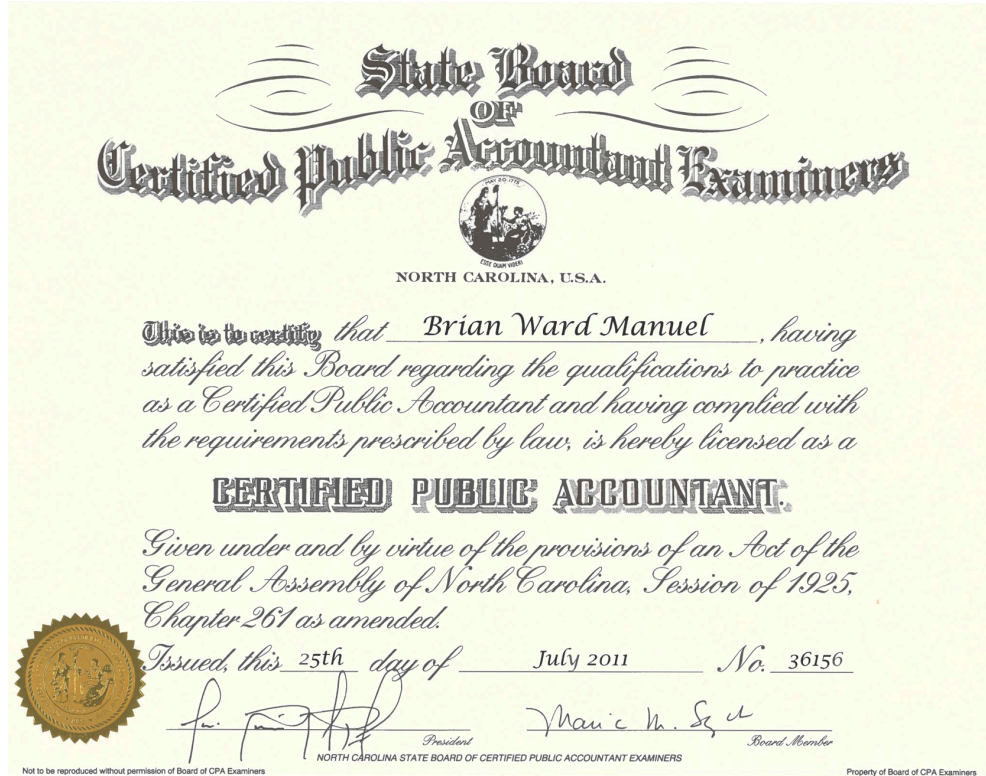 State Board
OF
Certified Public Accountant Examiners
MAY 20, 1775
ESSE QUAM VIDERI
NORTH CAROLINA, U.S.A.
This is to certify that Brian Ward Manuel, having
satisfied this Board regarding the qualifications to practice
as a Certified Public Accountant and having complied with
the requirements prescribed by law, is hereby licensed as a
CERTIFIED PUBLIC ACCOUNTANT.
Given under and by virtue of the provisions of an Act of the
General Assembly of North Carolina, Session of 1925,
Chapter 261 as amended.
Issued, this 25th day of July 2011 No. 36156
President Board Member
NORTH CAROLINA STATE BOARD OF CERTIFIED PUBLIC ACCOUNTANT EXAMINERS
Not to be reproduced without permission of Board of CPA Examiners Property of Board of CPA Examiners